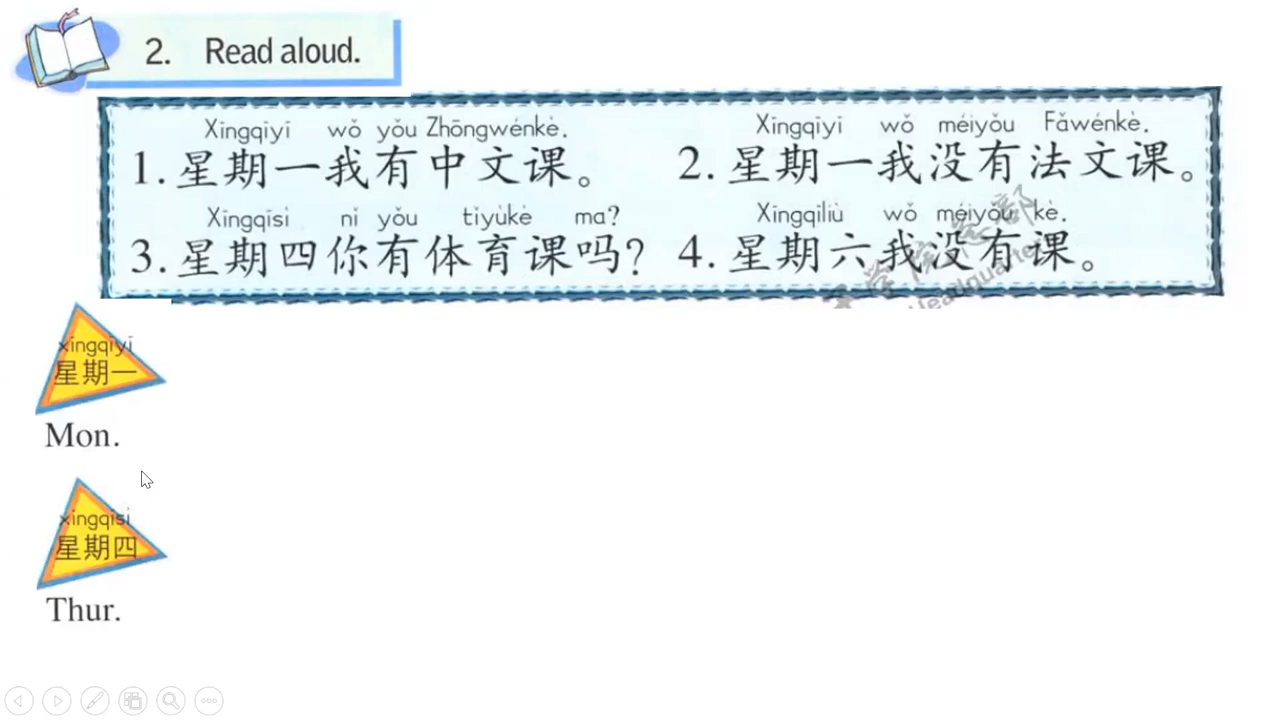 2. Read aloud.
Xīngqīyī wǒ yǒu Zhōngwénkè.
1. 星期一我有中文课。
Xīngqīyī wǒ méiyǒu Fǎwénkè.
2. 星期一我没有法文课。
Xīngqīsì nǐ yǒu tǐyùkè ma?
3. 星期四你有体育课吗?
Xīngqīliù wǒ méiyǒu kè.
4. 星期六我没有课。
xīngqīyī
星期一
Mon.
xīngqīsì
星期四
Thur.